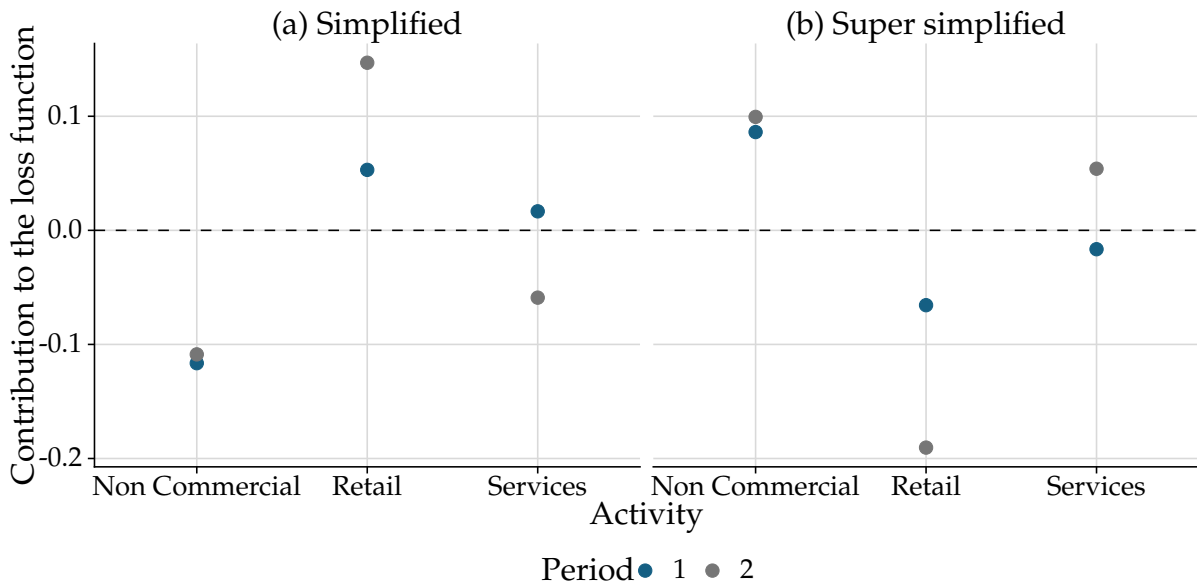 (a) Simplified
(b) Super simplified
Contribution to the loss function
0.1
0.0
-0.1
-0.2
Non Commercial Retail Services
Non Commercial Retail Services
Activity
Period 1 2